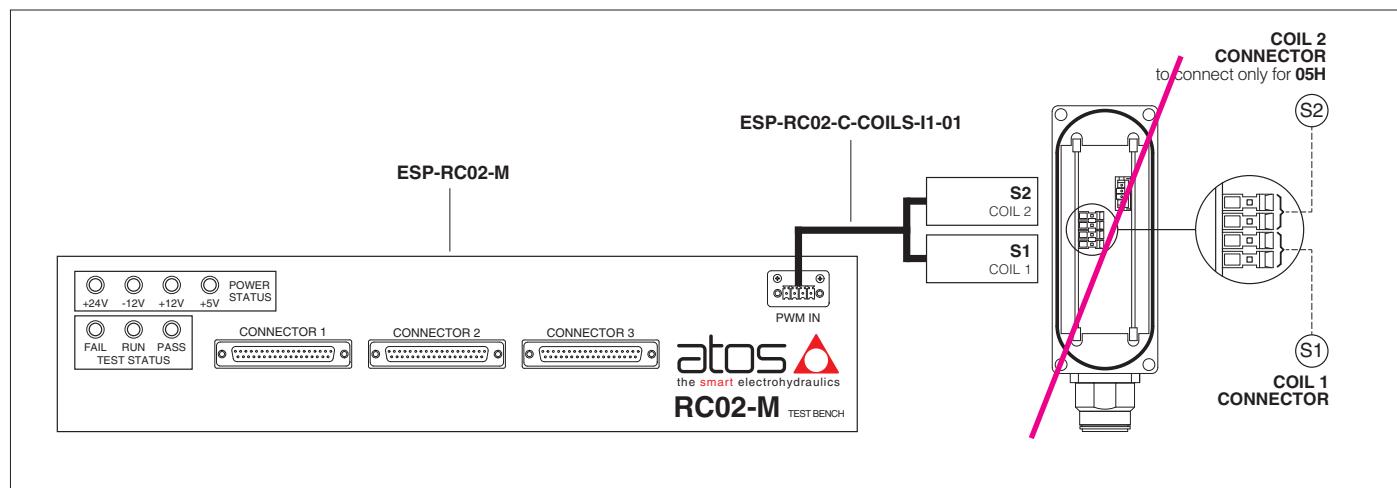 COIL 2
CONNECTOR
to connect only for 05H
S2
ESP-RC02-C-COILS-I1-01
ESP-RC02-M
S2
COIL 2
S1
COIL 1
+24V -12V +12V +5V
POWER
STATUS
FAIL RUN PASS
TEST STATUS
CONNECTOR 1
CONNECTOR 2
CONNECTOR 3
PWM IN
atos
the smart electrohydraulics
RC02-M TEST BENCH
S1
COIL 1
CONNECTOR